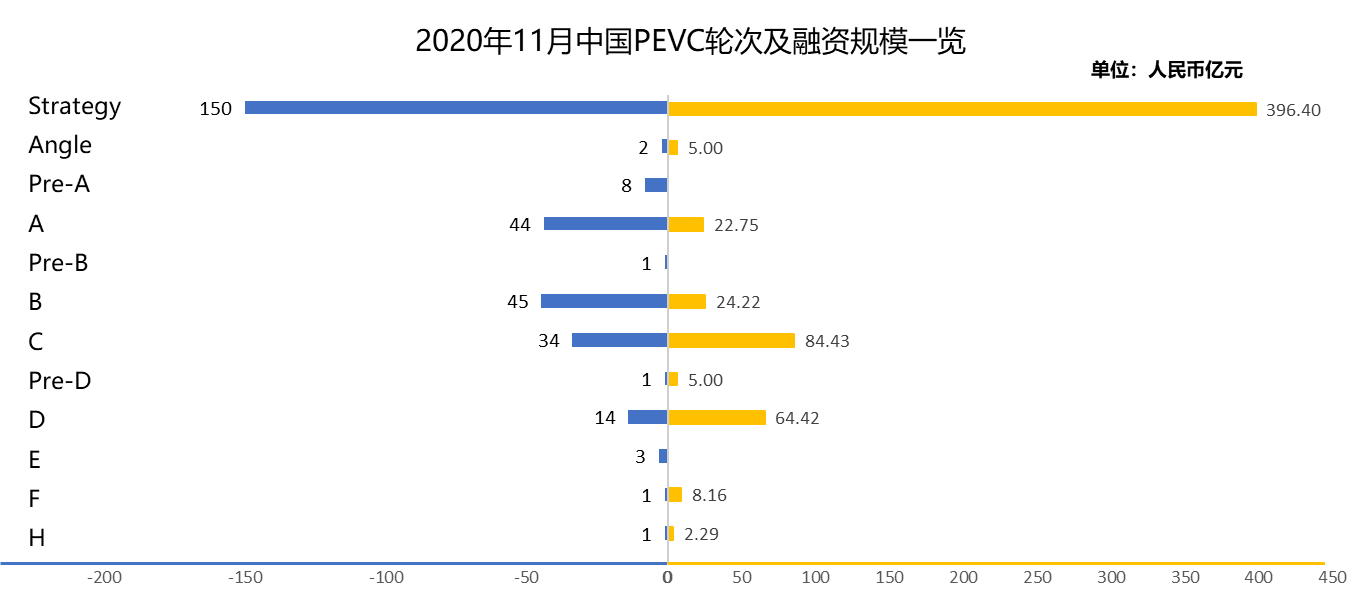 2020年11月中国PEVC轮次及融资规模一览
单位：人民币亿元
Strategy 150 396.40
Angle 2 5.00
Pre-A 8
A 44 22.75
Pre-B 1
B 45 24.22
C 34 84.43
Pre-D 1 5.00
D 14 64.42
E 3
F 1 8.16
H 1 2.29
-200 -150 -100 -50 0 0 50 100 150 200 250 300 350 400 450